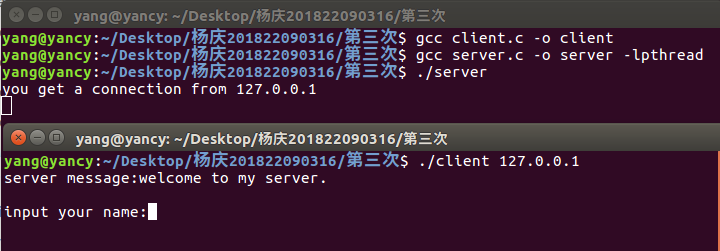 yang@yancy: ~/Desktop/杨庆201822090316/第三次
yang@yancy:~/Desktop/杨庆201822090316/第三次$ gcc client.c -o client
yang@yancy:~/Desktop/杨庆201822090316/第三次$ gcc server.c -o server -lpthread
yang@yancy:~/Desktop/杨庆201822090316/第三次$ ./server
you get a connection from 127.0.0.1
yang@yancy: ~/Desktop/杨庆201822090316/第三次
yang@yancy:~/Desktop/杨庆201822090316/第三次$ ./client 127.0.0.1
server message:welcome to my server.
input your name: